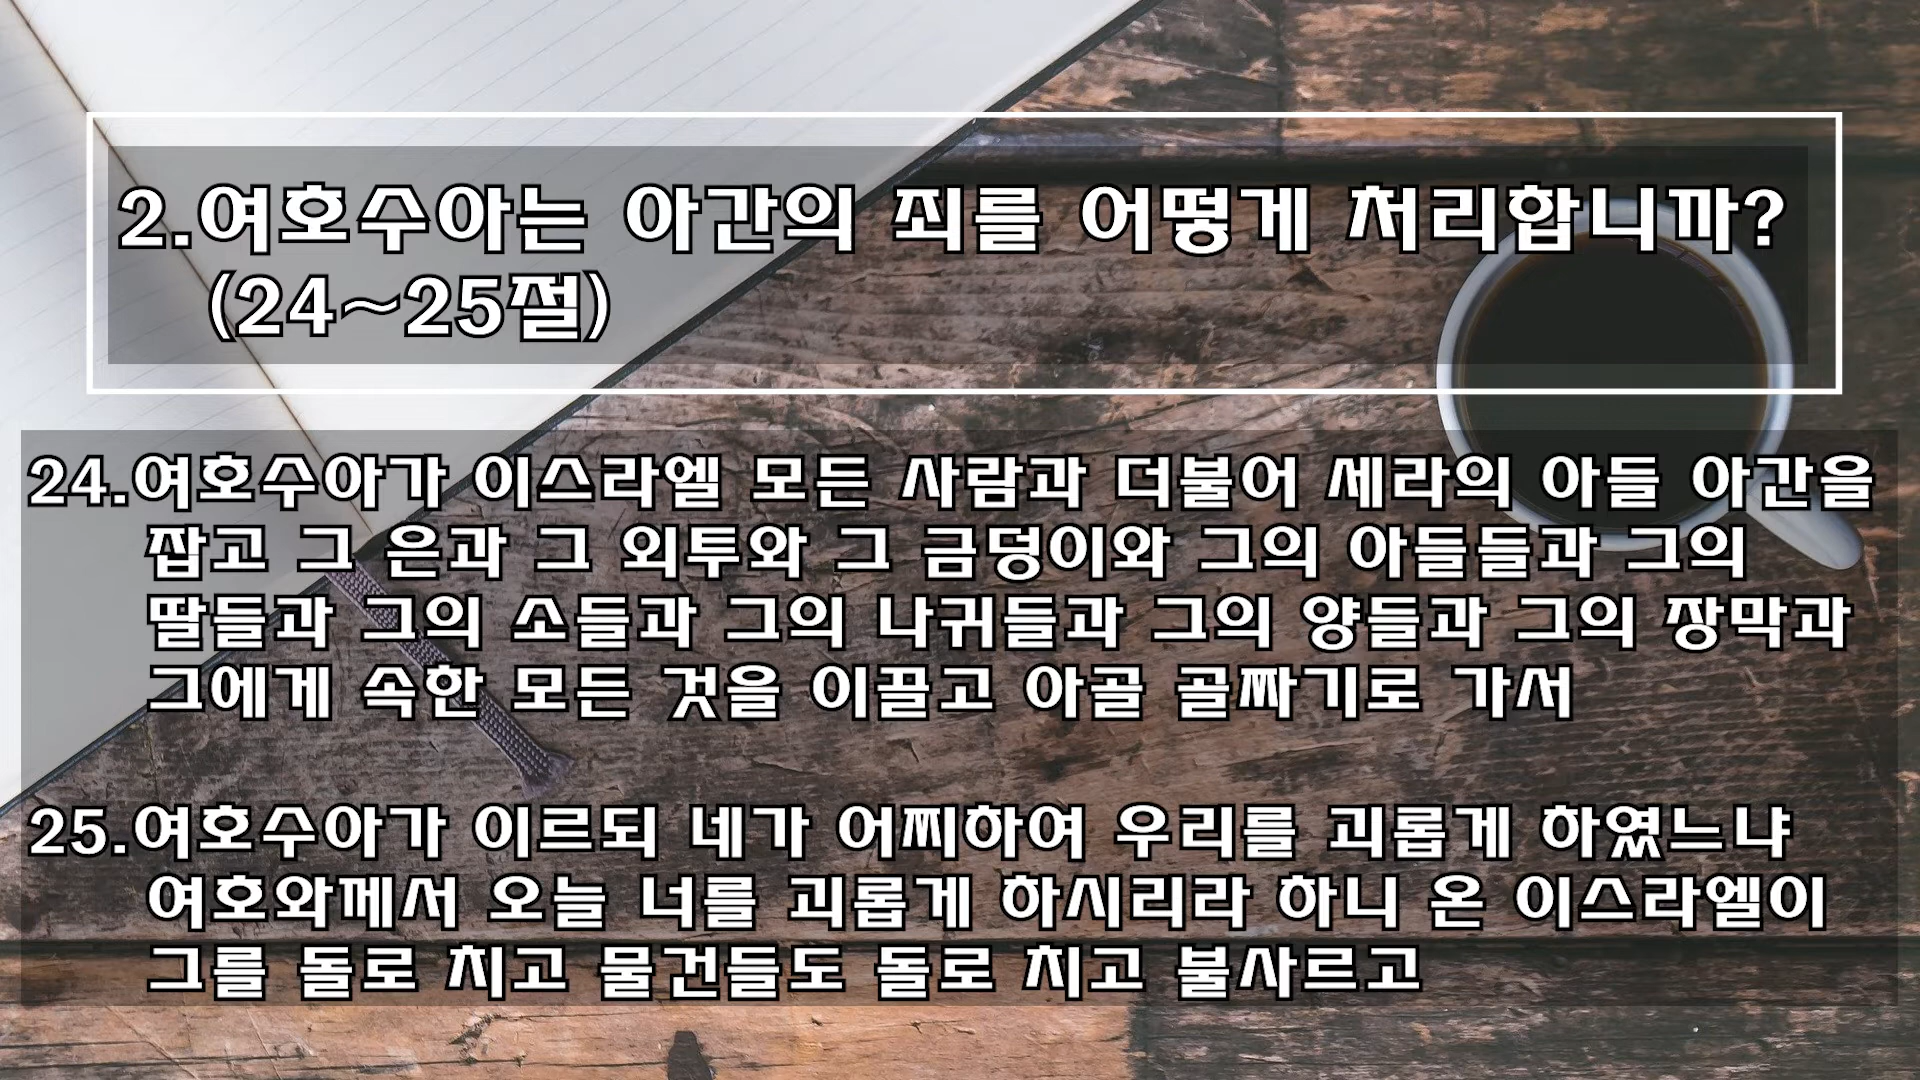 2.여호수아는 아간의 죄를 어떻게 처리합니까?
(24~25절)
24.여호수아가 이스라엘 모든 사람과 더불어 세라의 아들 아간을
잡고 그 은과 그 외투와 그 금덩이와 그의 아들들과 그의
딸들과 그의 소들과 그의 나귀들과 그의 양들과 그의 장막과
그에게 속한 모든 것을 이끌고 아골 골짜기로 가서
25.여호수아가 이르되 네가 어찌하여 우리를 괴롭게 하였느냐
여호와께서 오늘 너를 괴롭게 하시리라 하니 온 이스라엘이
그를 돌로 치고 물건들도 돌로 치고 불사르고